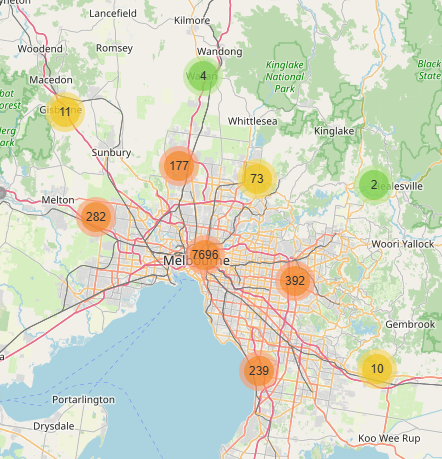 Lancefield
Kilmore
Woodend
Romsey
Wandong
Macedon
4
Kinglake
National
Park
Black
State
11
Whittlesea
Kinglake
Sunbury
177
73
2
ealesville
Melton
282
Woori Yallock
7696
Melbourne
392
Gembrook
239
10
Portarlington
Drysdale
Koo Wee Rup